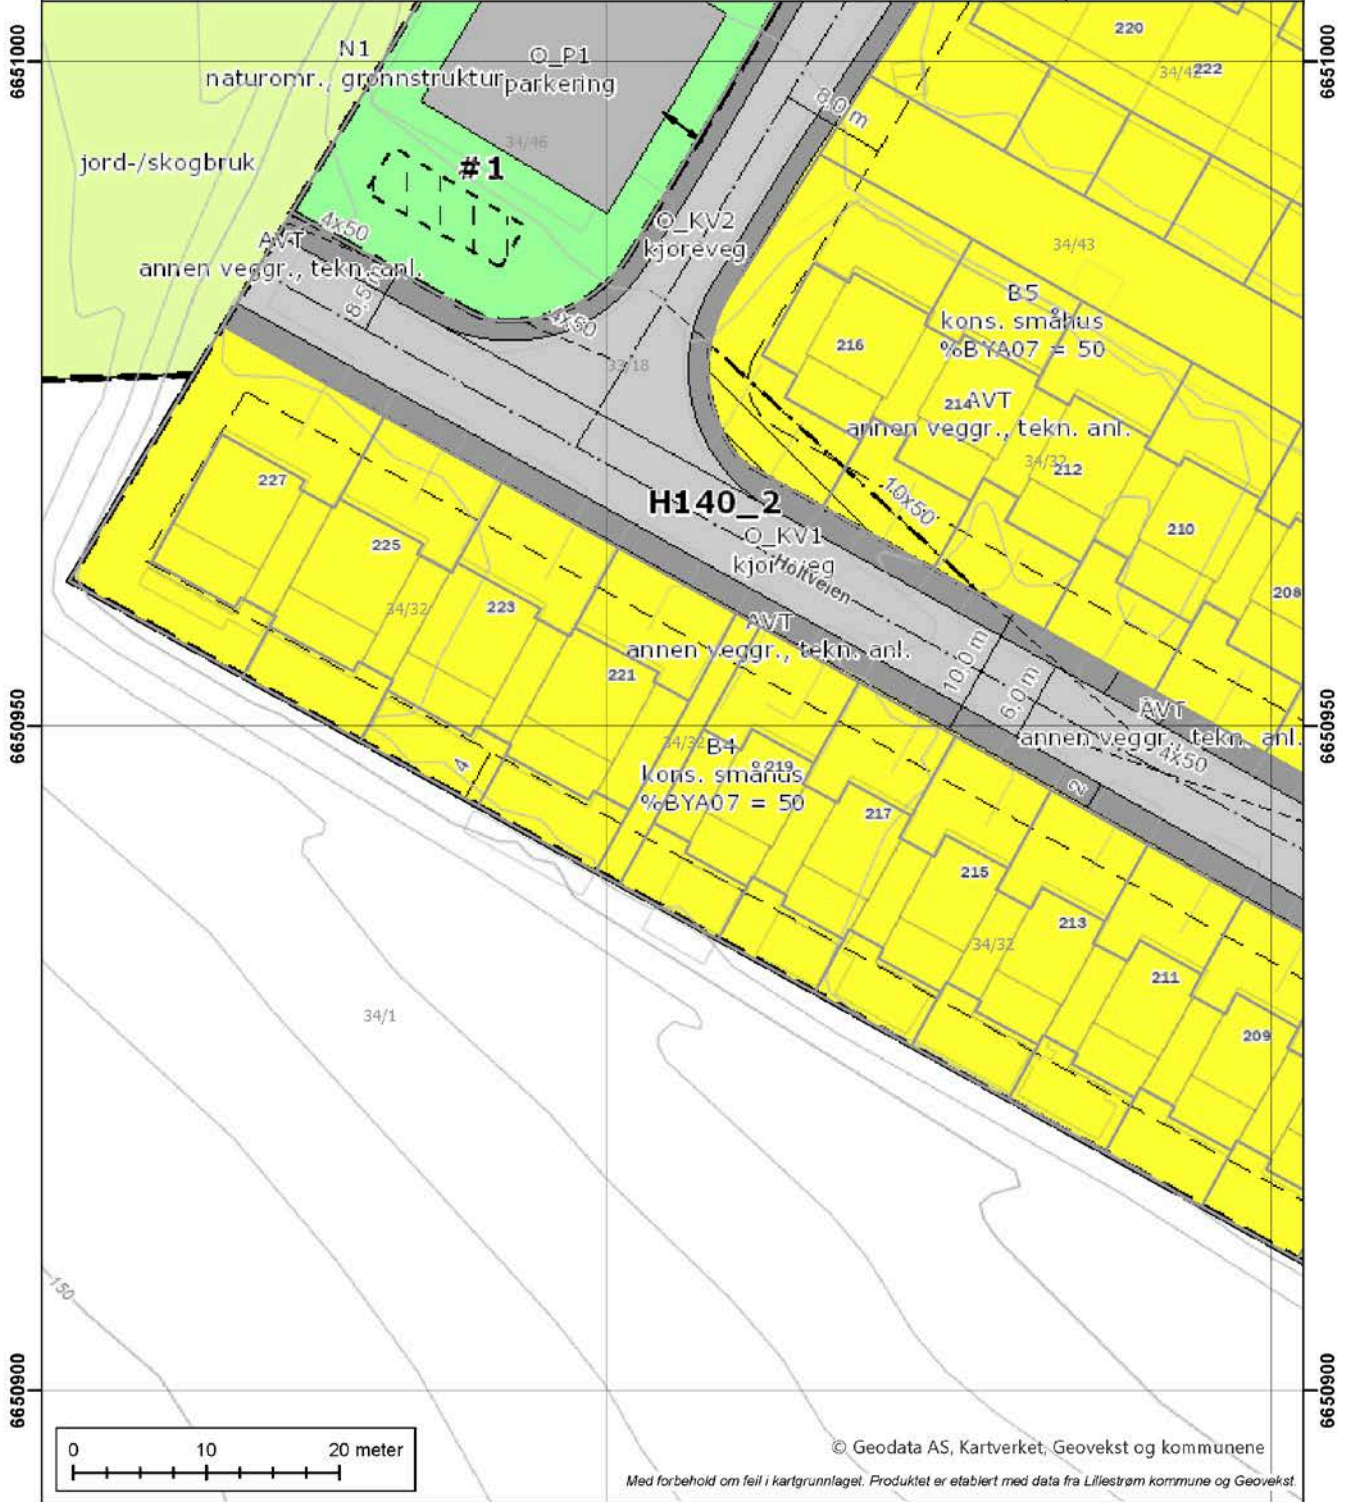 6651000
6651000
N1
naturomr., grønnstruktur
O_P1
parkering
220
34/42
222
8.0 m
34/46
jord-/skogbruk
#1
4x50
AVT
annen veggr., tekn. anl.
8.5 m
O_KV2
kjøreveg
34/43
4x50
B5
kons. småhus
%BYA07 = 50
216
33/18
214
AVT
annen veggr., tekn. anl.
34/32
212
227
10x50
H140_2
O_KV1
kjøreveg
Holtveien
210
225
208
34/32
223
AVT
annen veggr., tekn. anl.
10.0 m
221
6.0 m
AVT
annen veggr., tekn. anl.
4x50
6650950
6650950
34/32
B4
kons. småhus
%BYA07 = 50
219
4
2
217
215
213
34/32
211
209
34/1
150
6650900
6650900
0 10 20 meter
© Geodata AS, Kartverket, Geovekst og kommunene
Med forbehold om feil i kartgrunnlaget. Produktet er etablert med data fra Lillestrøm kommune og Geovekst.